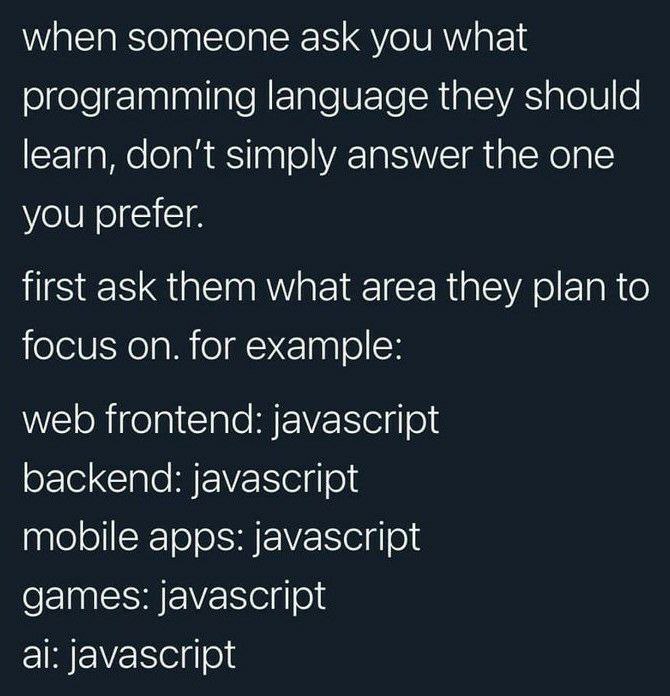 when someone ask you what
programming language they should
learn, don't simply answer the one
you prefer.
first ask them what area they plan to
focus on. for example:
web frontend: javascript
backend: javascript
mobile apps: javascript
games: javascript
ai: javascript